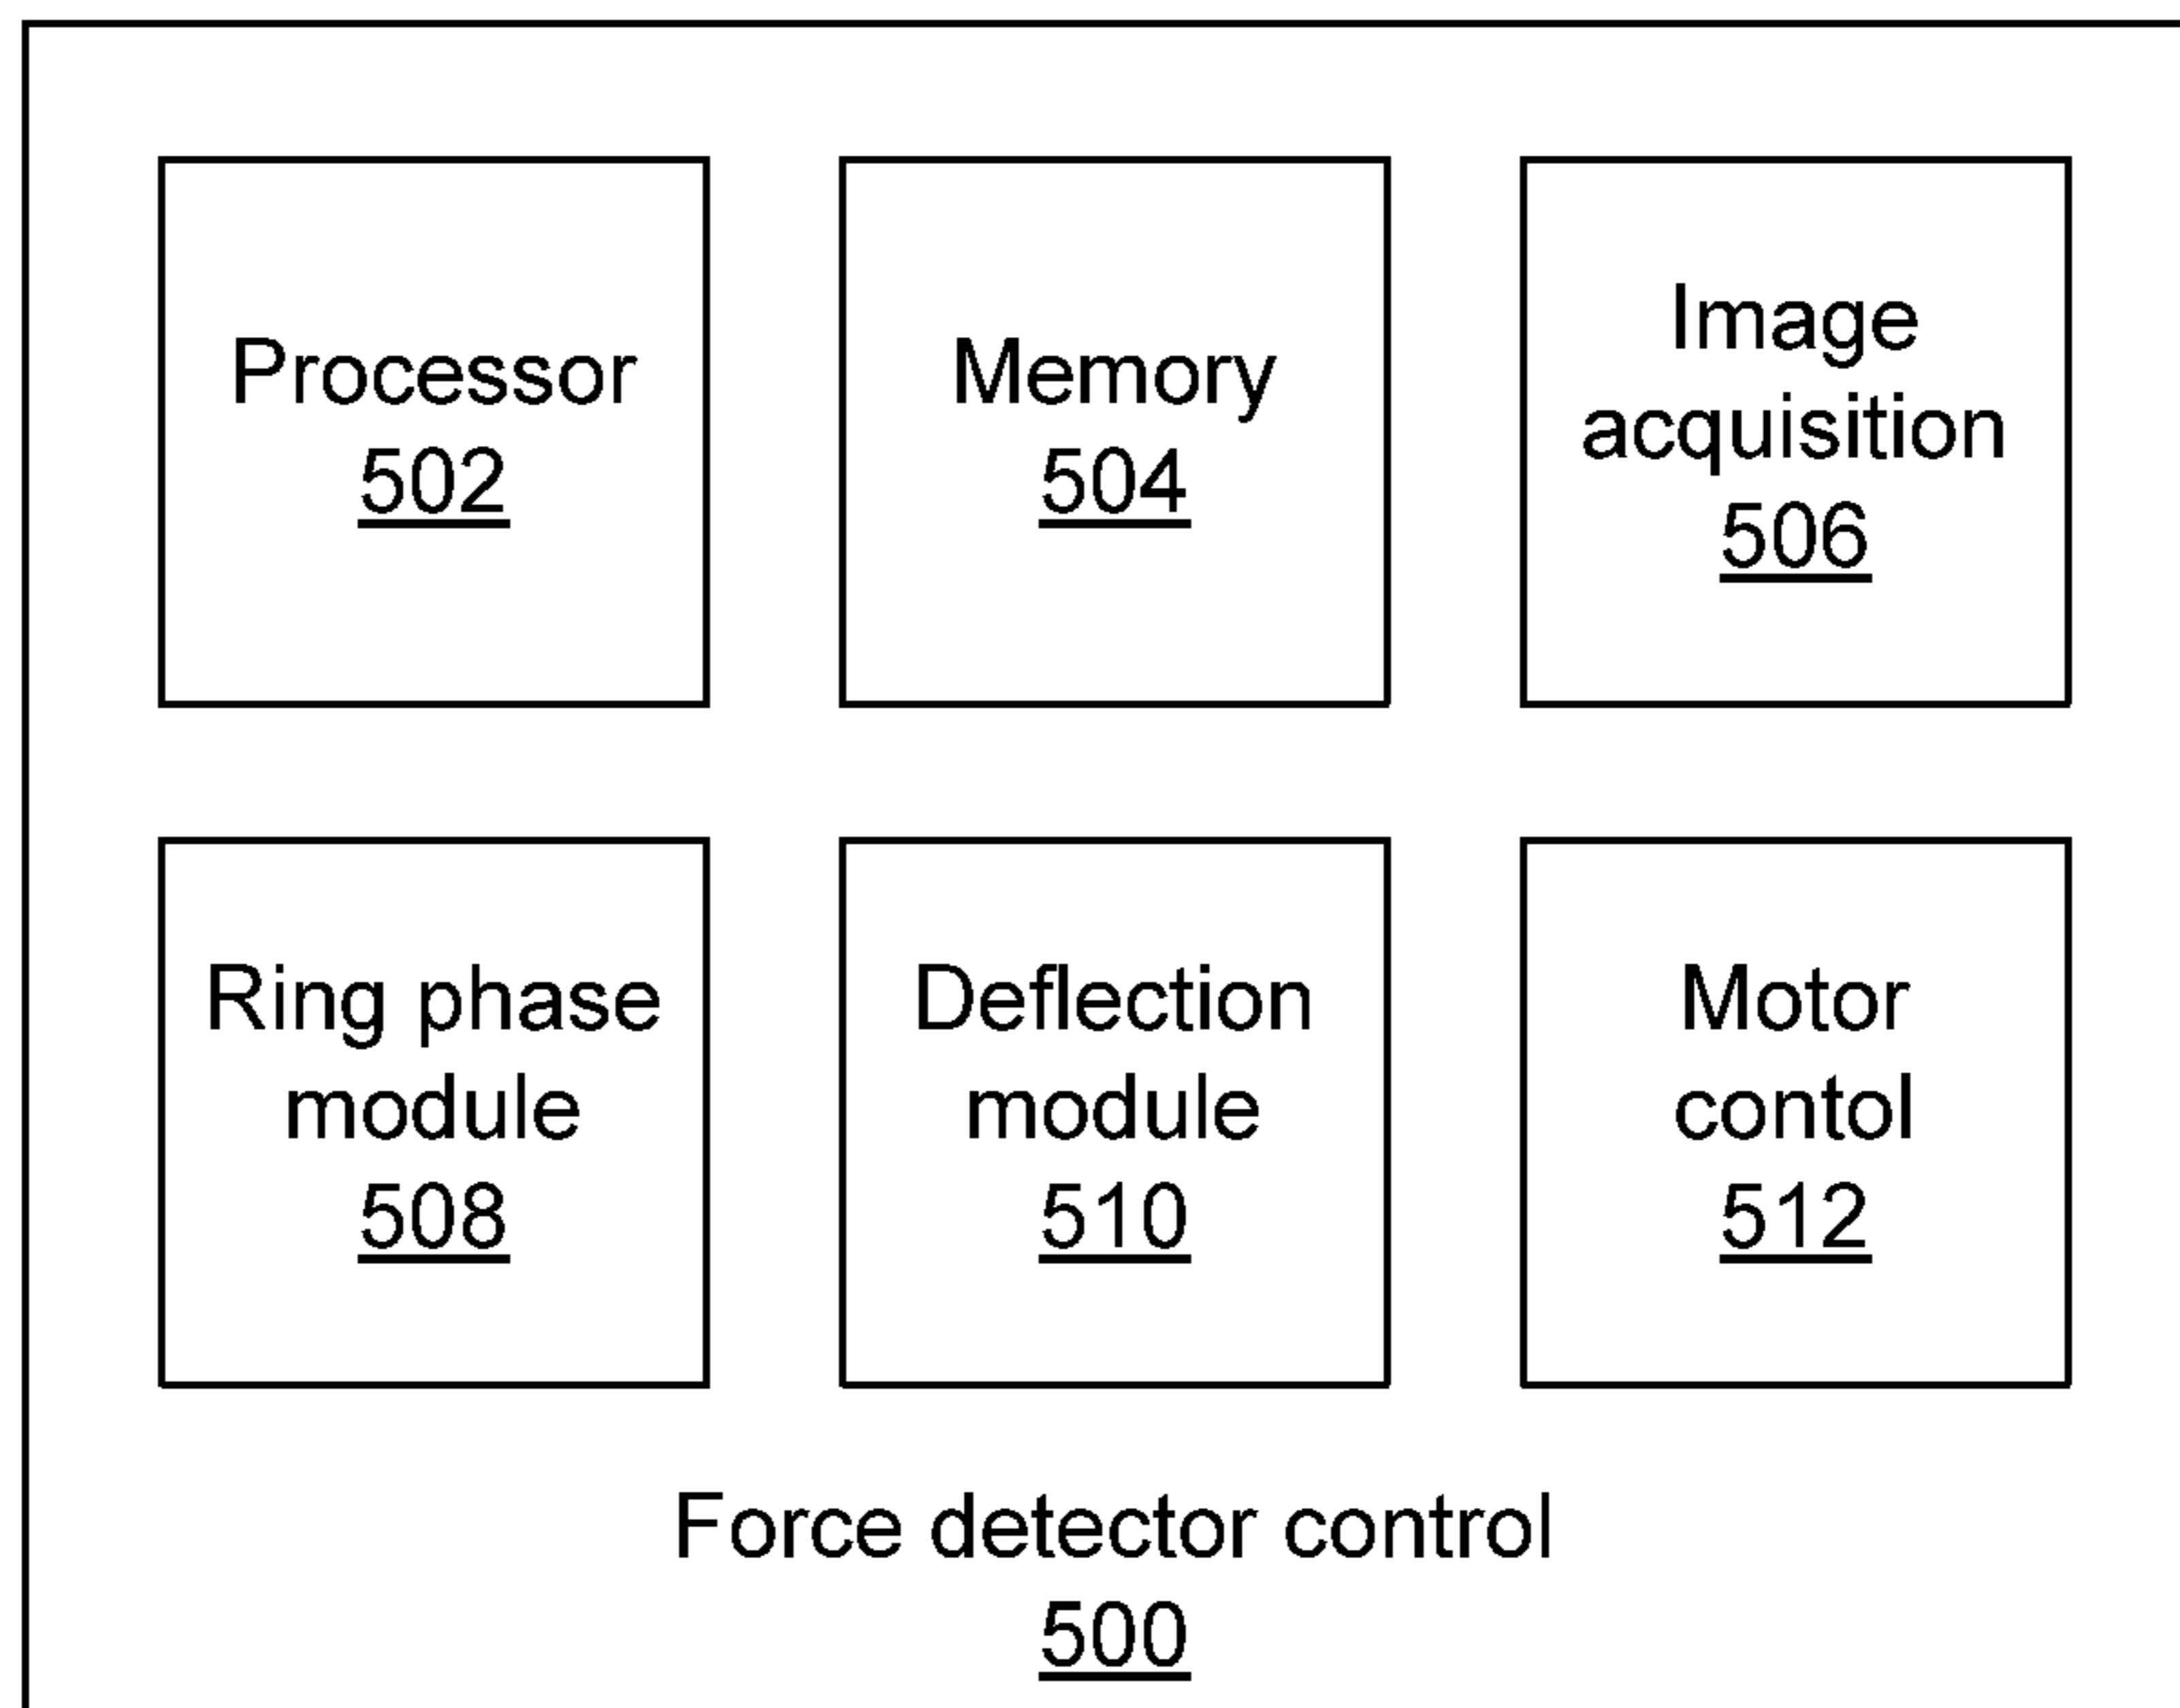 Processor
502
Memory
504
Image
acquisition
506
Ring phase
module
508
Deflection
module
510
Motor
contol
512
Force detector control
500